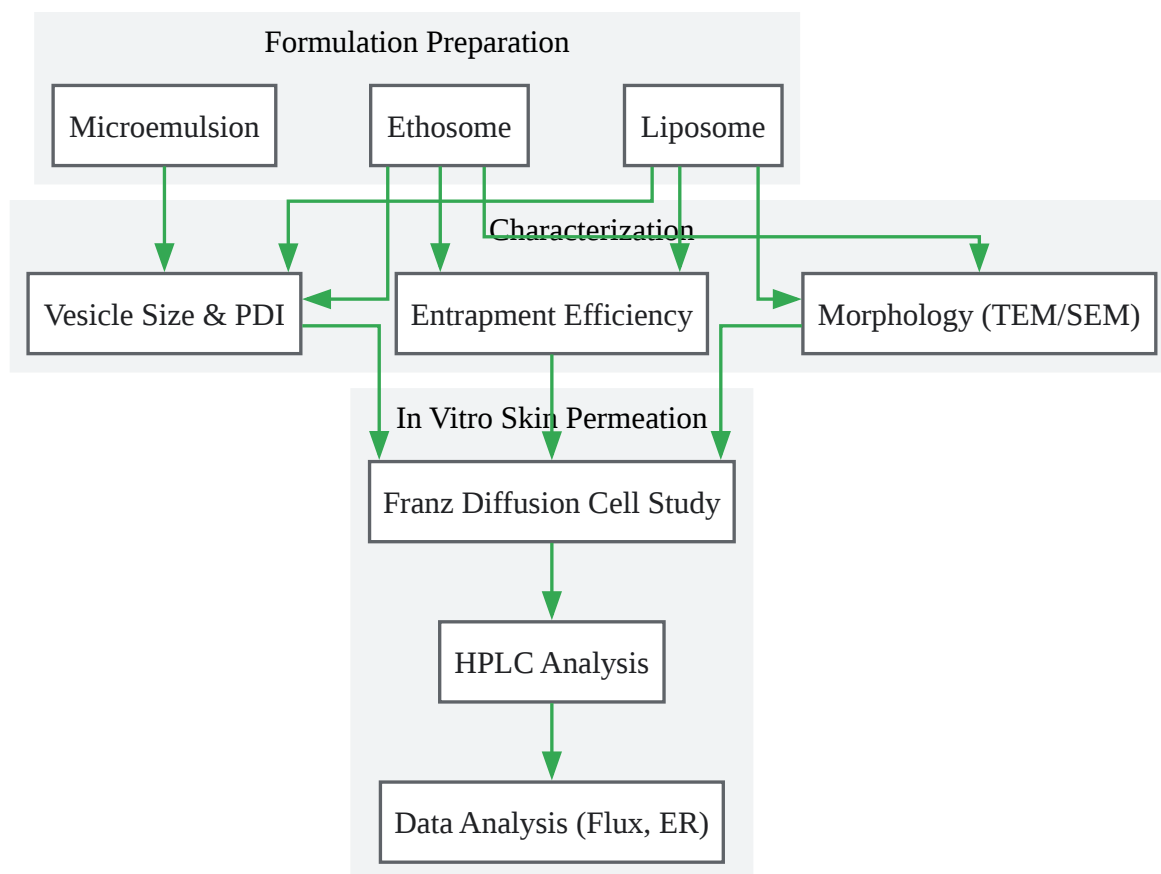 Formulation Preparation
Microemulsion
Ethosome
Liposome
Characterization
Vesicle Size & PDI
Entrapment Efficiency
Morphology (TEM/SEM)
In Vitro Skin Permeation
Franz Diffusion Cell Study
HPLC Analysis
Data Analysis (Flux, ER)